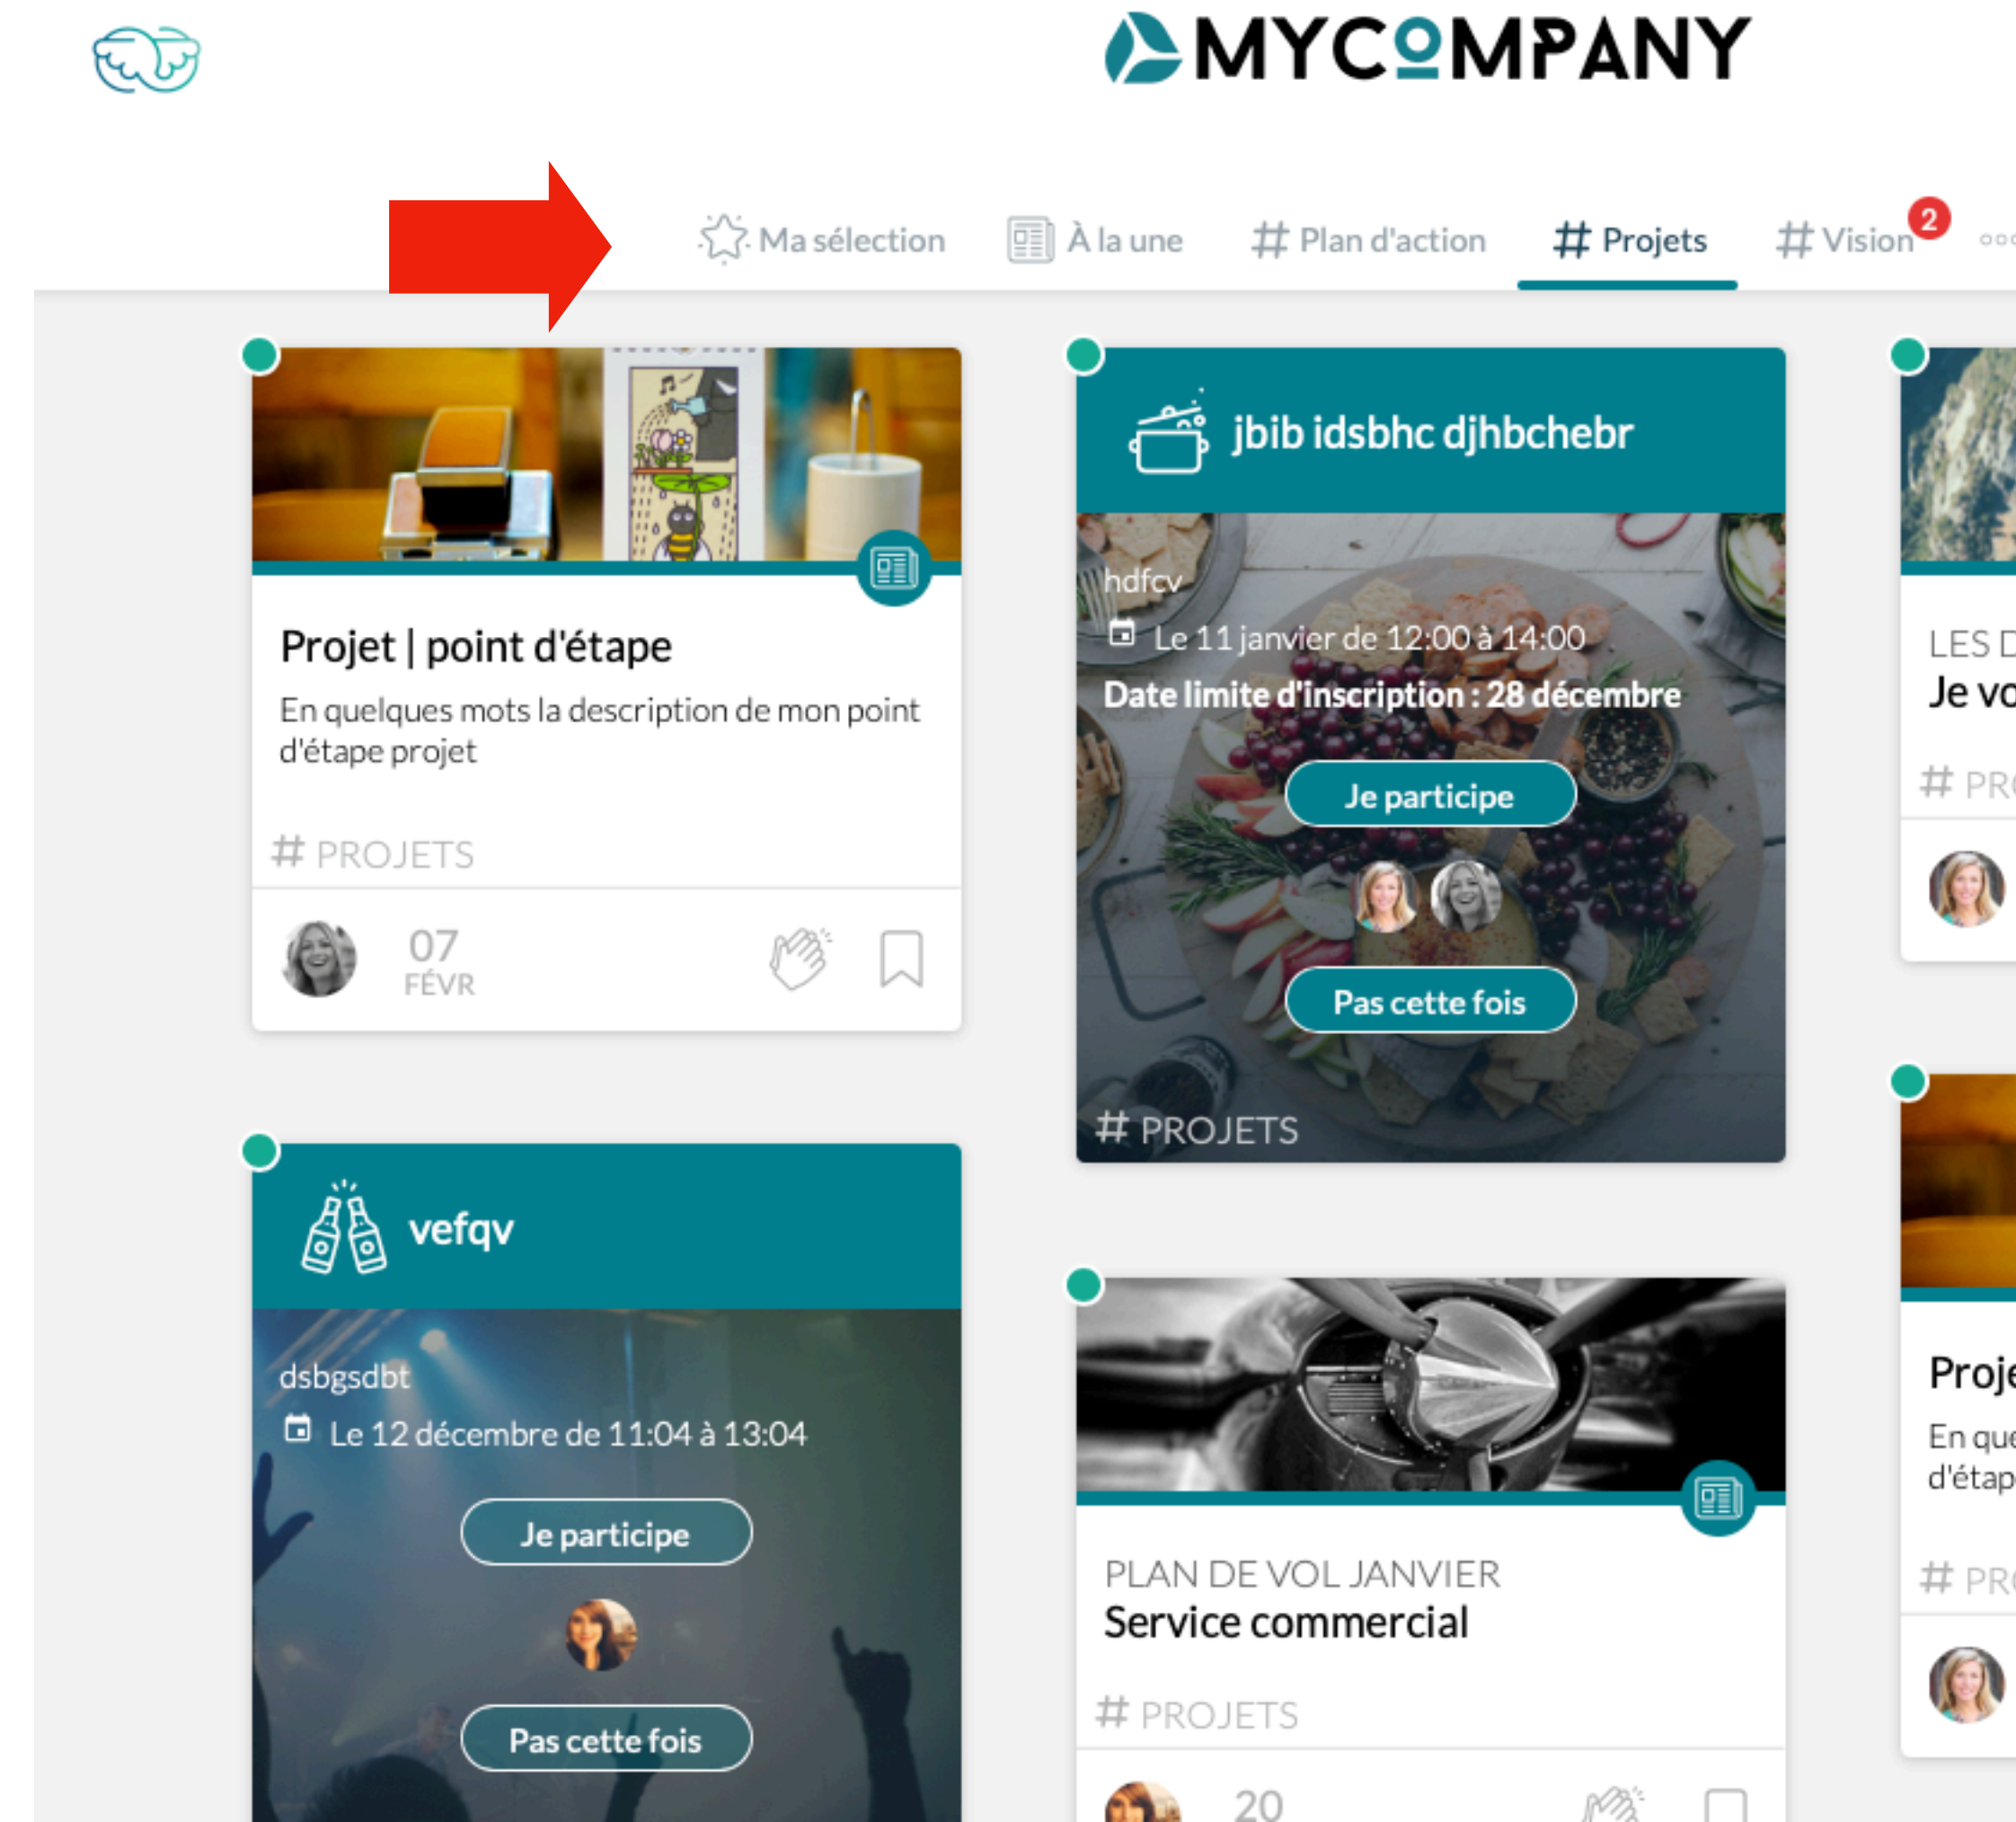 MYCOMPANY
Ma sélection
À la une
# Plan d'action
# Projets
# Vision
2
Projet | point d'étape
En quelques mots la description de mon point
d'étape projet
# PROJETS
07
FÉVR
vefqv
dsbgsdbt
Le 12 décembre de 11:04 à 13:04
Je participe
Pas cette fois
jbib idsbhc djhbchebr
hdfcv
Le 11 janvier de 12:00 à 14:00
Date limite d'inscription : 28 décembre
Je participe
Pas cette fois
# PROJETS
PLAN DE VOL JANVIER
Service commercial
# PROJETS
20
LES
Je
#
En